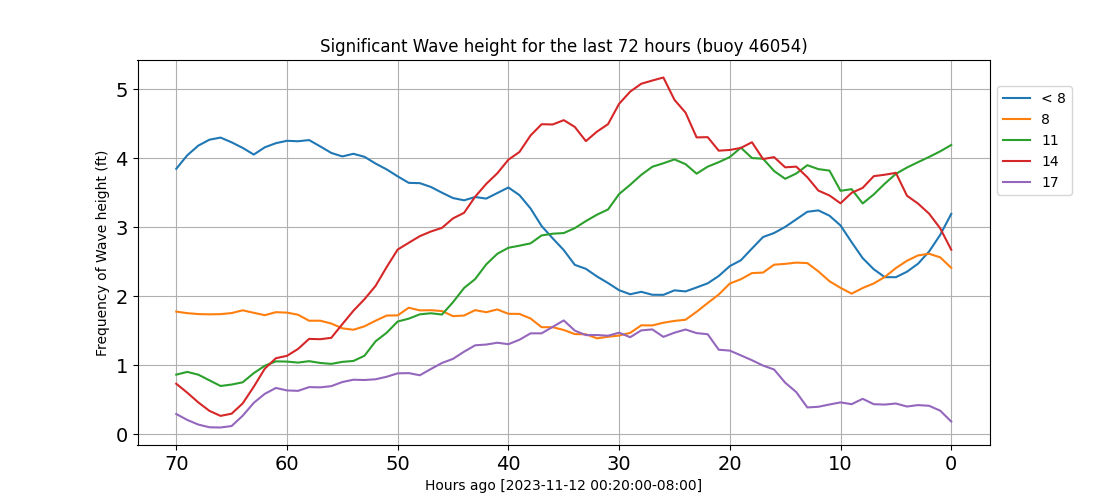 Significant Wave height for the last 72 hours (buoy 46054)
Frequency of Wave height (ft)
5
4
3
2
1
0
70 60 50 40 30 20 10 0
Hours ago [2023-11-12 00:20:00-08:00]
< 8
8
11
14
17